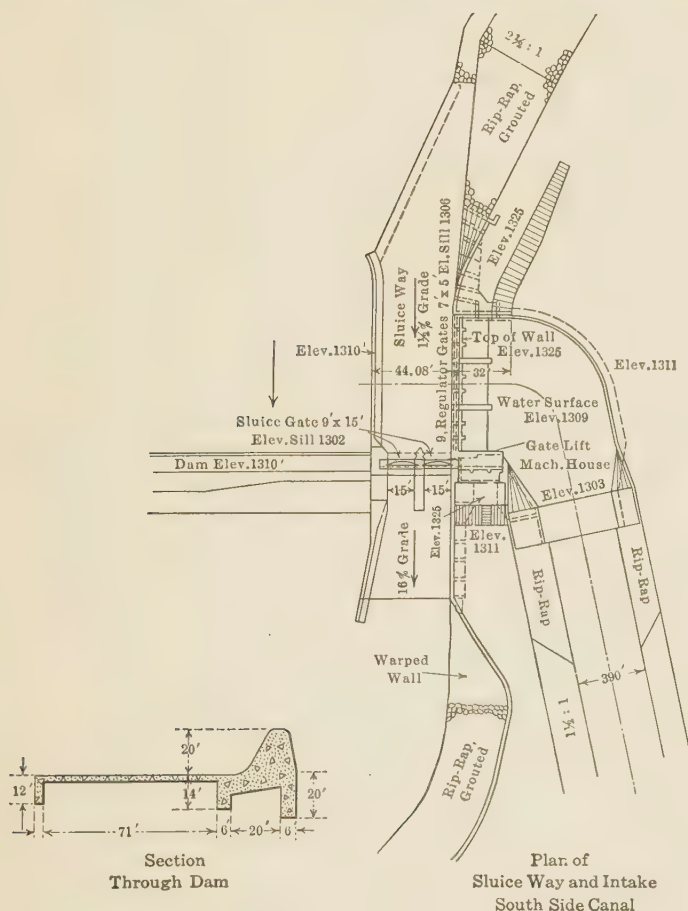 2½ : 1
Rip-Rap,
Grouted
Elev.1325
9, Regulator Gates 7'x 5' El. Sill 1306
Sluice Way
1½% Grade
Elev.1310'
Top of Wall
Elev.1325
44.08'
32'
Elev.1311
Water Surface
Elev.1309
Sluice Gate 9'x 15'
Elev.Sill 1302
Gate Lift
Mach. House
Dam Elev.1310'
15'
15'
Elev.1303
Elev.1325
Elev.
1311
16% Grade
Rip-Rap
Rip-Rap
Warped
Wall
390'
1½ : 1
Rip-Rap,
Grouted
20'
12'
14'
20'
71'
6'
20'
6'
Section
Through Dam
Plan of
Sluice Way and Intake
South Side Canal